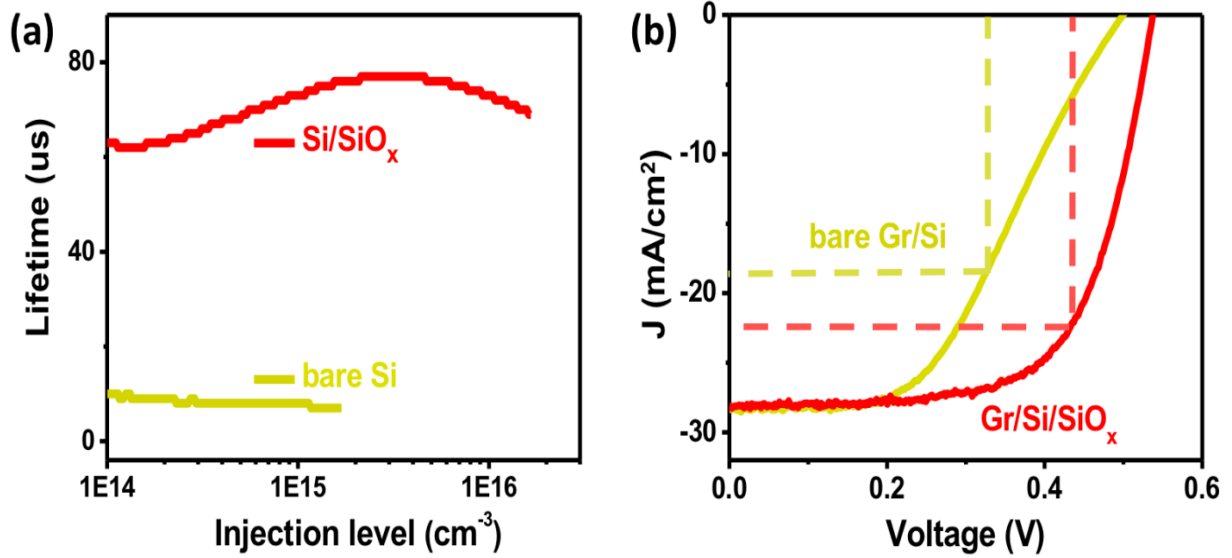 (a)
Lifetime (us)
80
40
0
Si/SiOₓ
bare Si
1E14 1E15 1E16
Injection level (cm⁻³)
(b)
J (mA/cm²)
0
-10
-20
-30
bare Gr/Si
Gr/Si/SiOₓ
0.0 0.2 0.4 0.6
Voltage (V)